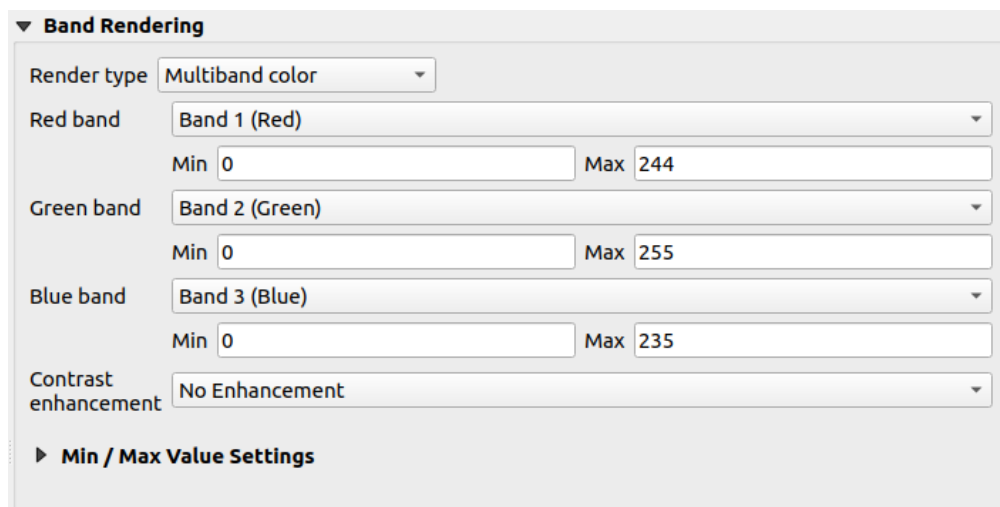 Band Rendering
Render type Multiband color
Red band Band 1 (Red)
Min 0 Max 244
Green band Band 2 (Green)
Min 0 Max 255
Blue band Band 3 (Blue)
Min 0 Max 235
Contrast
enhancement No Enhancement
Min / Max Value Settings